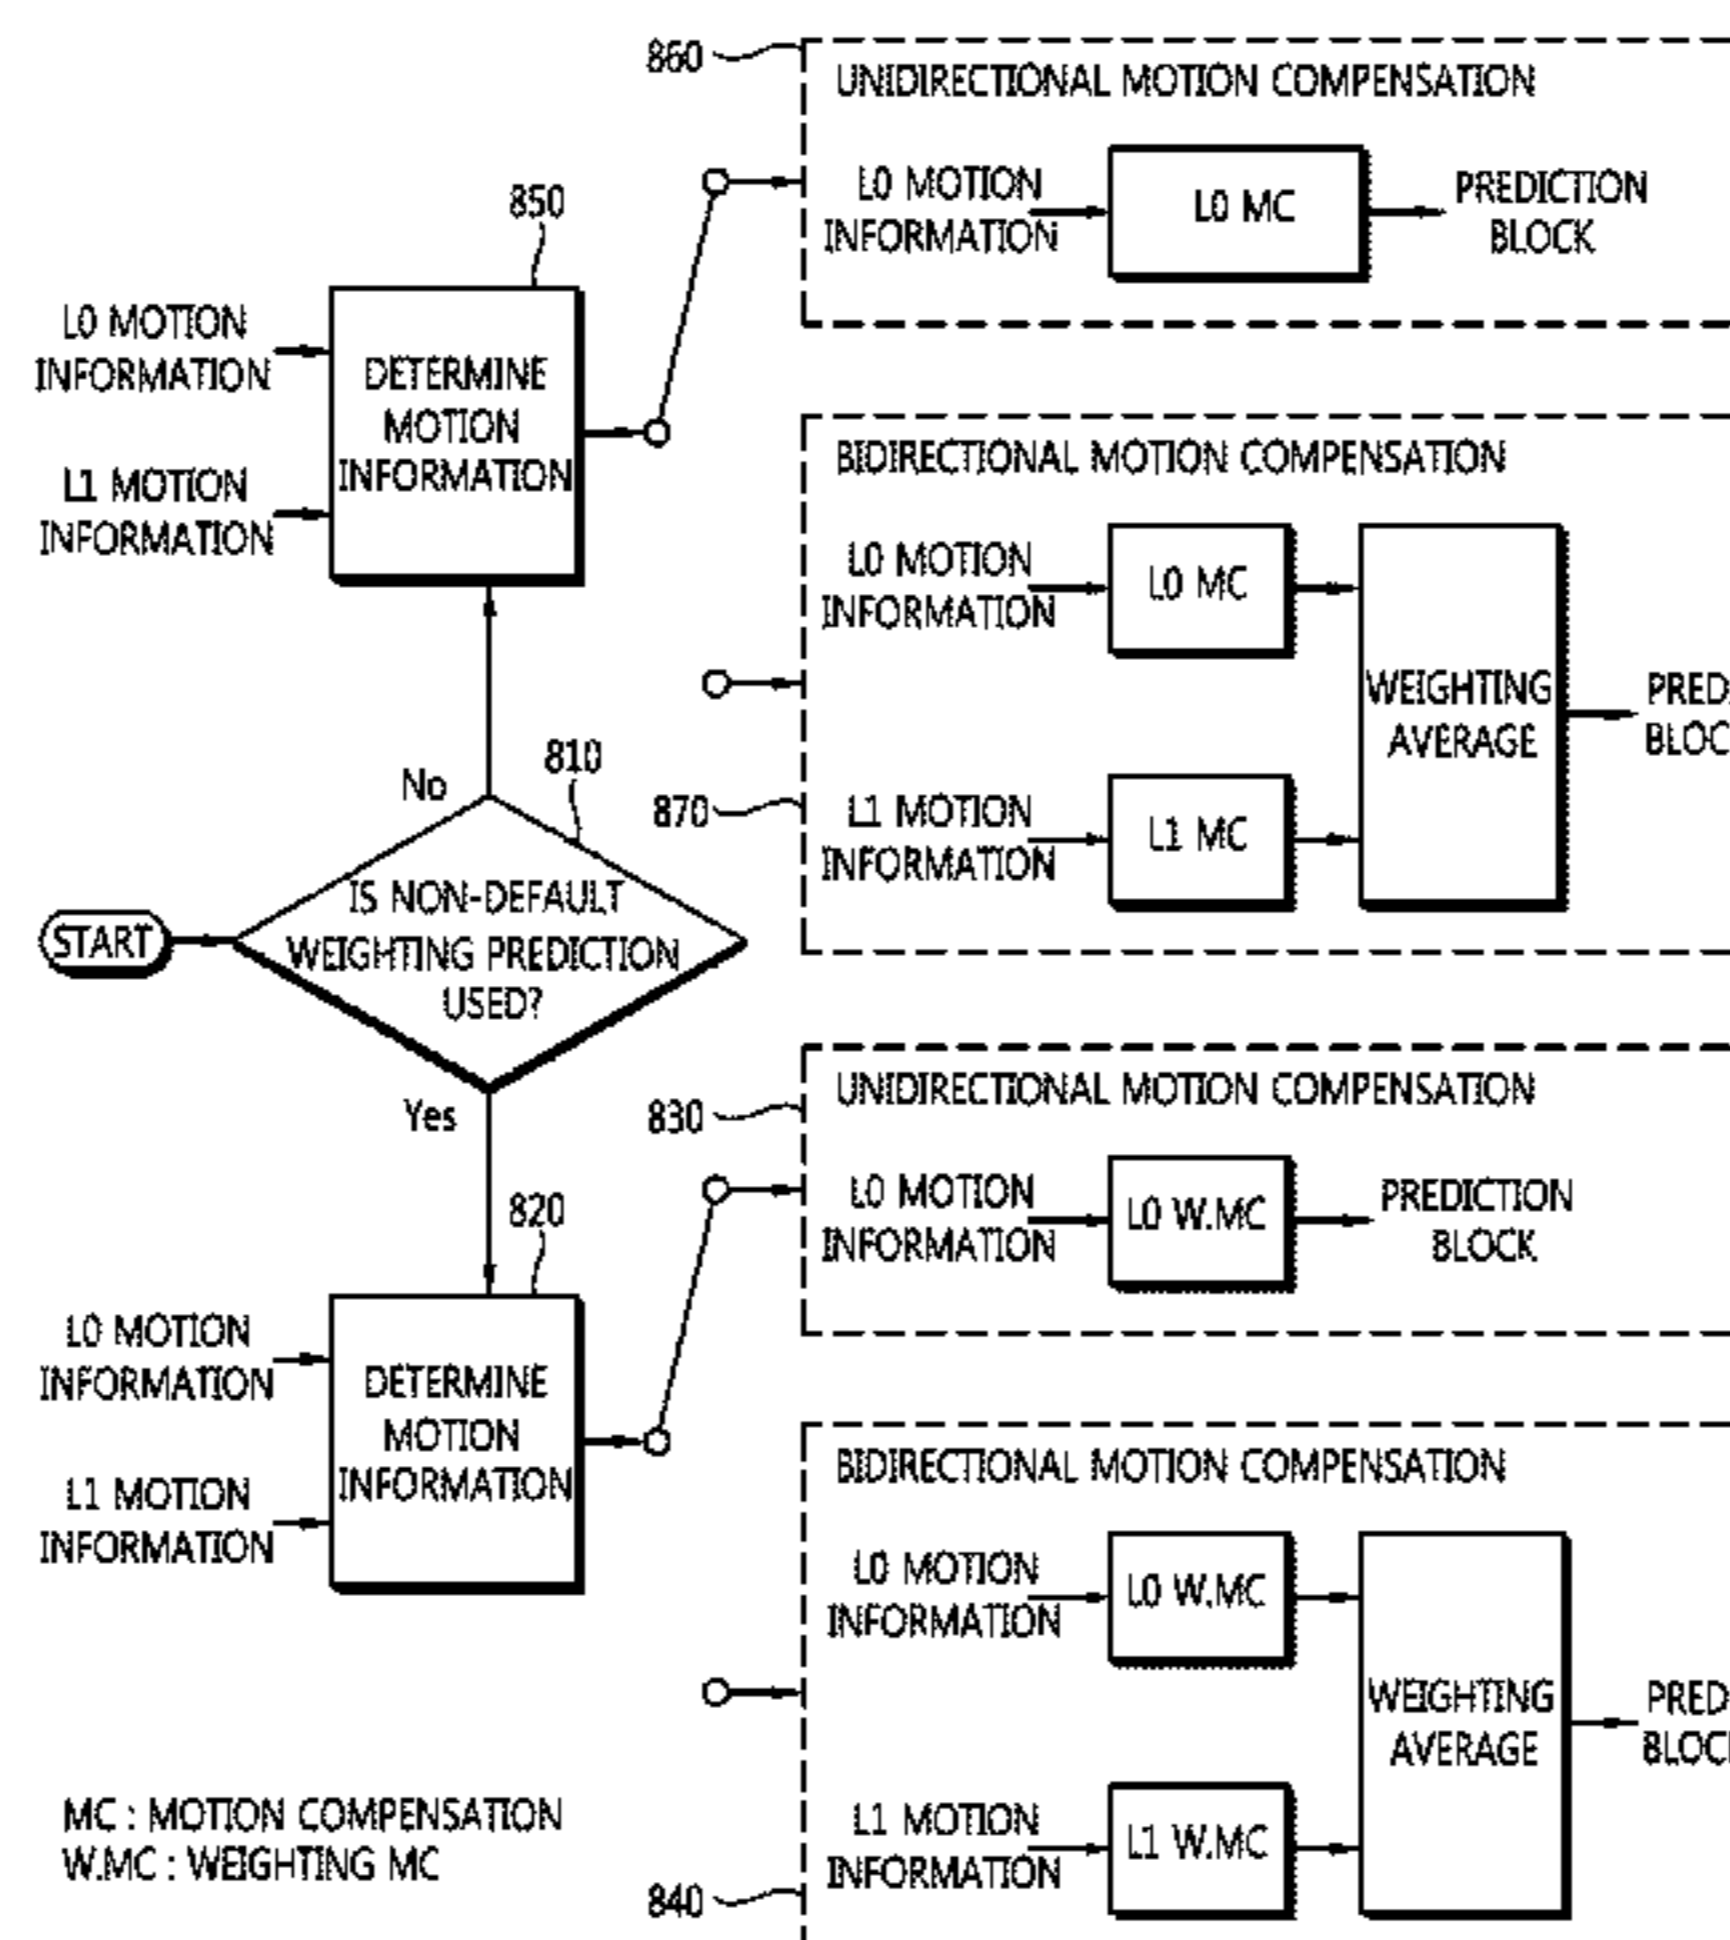 860
UNIDIRECTIONAL MOTION COMPENSATION
L0 MOTION
INFORMATION
L0 MC
PREDICTION
BLOCK
850
L0 MOTION
INFORMATION
L1 MOTION
INFORMATION
DETERMINE
MOTION
INFORMATION
BIDIRECTIONAL MOTION COMPENSATION
L0 MOTION
INFORMATION
L0 MC
WEIGHTING
AVERAGE
PRED
BLOC
870
L1 MOTION
INFORMATION
L1 MC
No
810
START
IS NON-DEFAULT
WEIGHTING PREDICTION
USED?
Yes
830
UNIDIRECTIONAL MOTION COMPENSATION
L0 MOTION
INFORMATION
L0 W.MC
PREDICTION
BLOCK
820
L0 MOTION
INFORMATION
L1 MOTION
INFORMATION
DETERMINE
MOTION
INFORMATION
BIDIRECTIONAL MOTION COMPENSATION
L0 MOTION
INFORMATION
L0 W.MC
WEIGHTING
AVERAGE
PRED
BLOC
L1 MOTION
INFORMATION
L1 W.MC
840
MC : MOTION COMPENSATION
W.MC : WEIGHTING MC